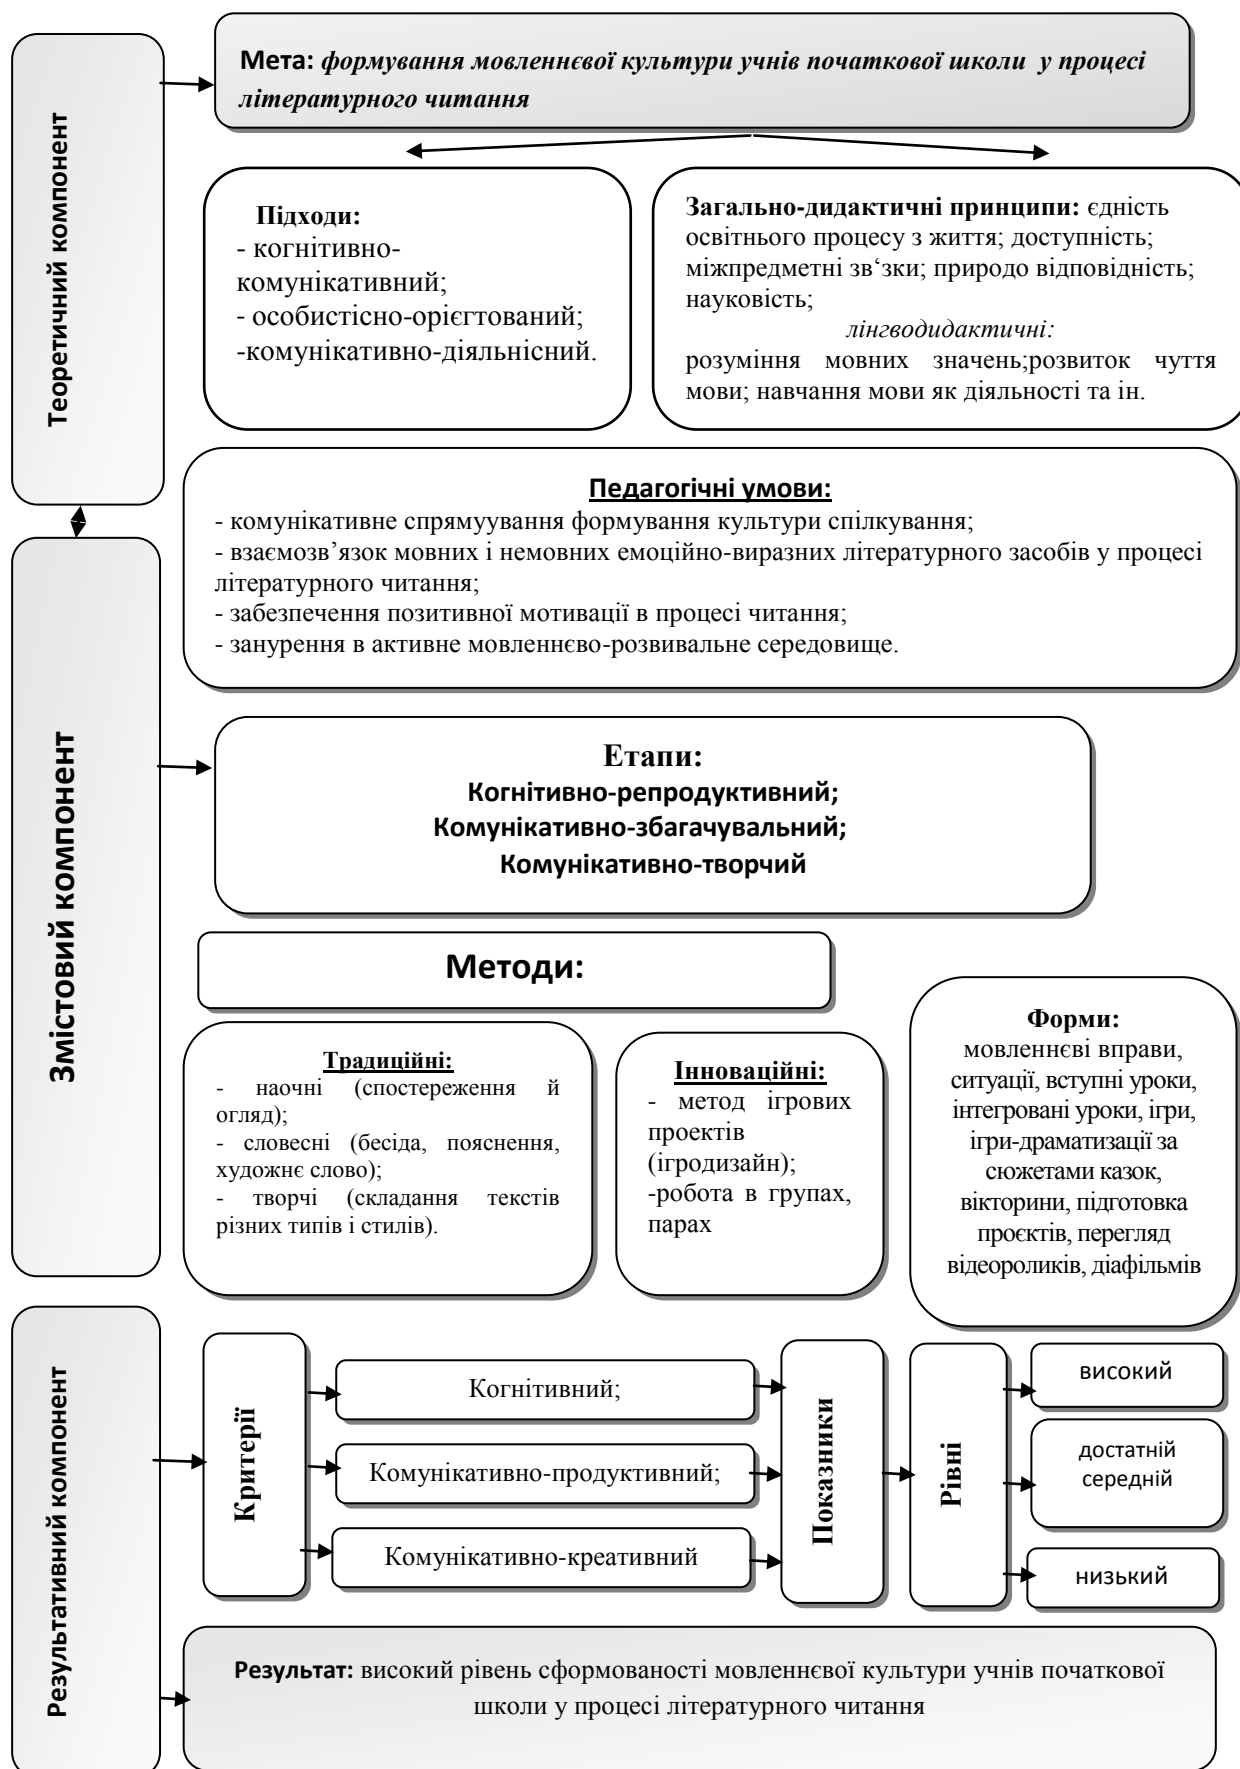 Теоретичний компонент
Мета: формування мовленнєвої культури учнів початкової школи у процесі
літературного читання
Підходи:
- когнітивно-
комунікативний;
- особистісно-орієгтований;
-комунікативно-діяльнісний.
Загально-дидактичні принципи: єдність
освітнього процесу з життя; доступність;
міжпредметні зв‘зки; природо відповідність;
науковість;
лінгводидактичні:
розуміння мовних значень;розвиток чуття
мови; навчання мови як діяльності та ін.
Змістовий компонент
Педагогічні умови:
- комунікативне спрямуування формування культури спілкування;
- взаємозв’язок мовних і немовних емоційно-виразних літературного засобів у процесі
літературного читання;
- забезпечення позитивної мотивації в процесі читання;
- занурення в активне мовленнєво-розвивальне середовище.
Етапи:
Когнітивно-репродуктивний;
Комунікативно-збагачувальний;
Комунікативно-творчий
Методи:
Традиційні:
- наочні (спостереження й
огляд);
- словесні (бесіда, пояснення,
художнє слово);
- творчі (складання текстів
різних типів і стилів).
Інноваційні:
- метод ігрових
проектів
(ігродизайн);
-робота в групах,
парах
Форми:
мовленнєві вправи,
ситуації, вступні уроки,
інтегровані уроки, ігри,
ігри-драматизації за
сюжетами казок,
вікторини, підготовка
проєктів, перегляд
відеороликів, діафільмів
Результативний компонент
Критерії
Когнітивний;
Комунікативно-продуктивний;
Комунікативно-креативний
Показники
Рівні
високий
достатній
середній
низький
Результат: високий рівень сформованості мовленнєвої культури учнів початкової
школи у процесі літературного читання